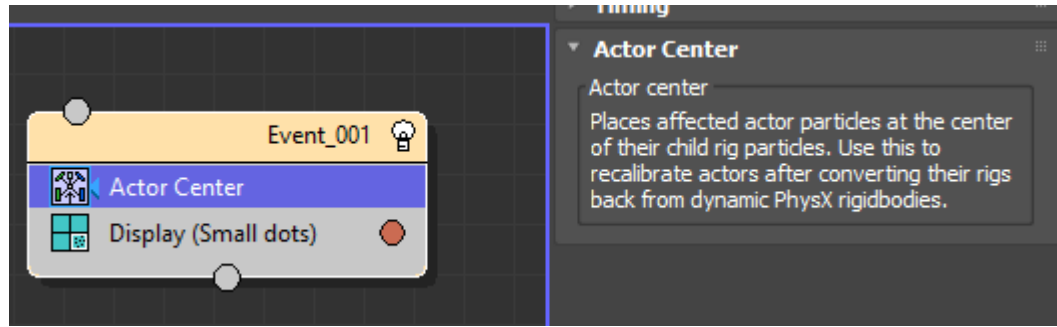 Timing
Actor Center
Actor center
Places affected actor particles at the center
of their child rig particles. Use this to
recalibrate actors after converting their rigs
back from dynamic PhysX rigidbodies.
Event_001
Actor Center
Display (Small dots)